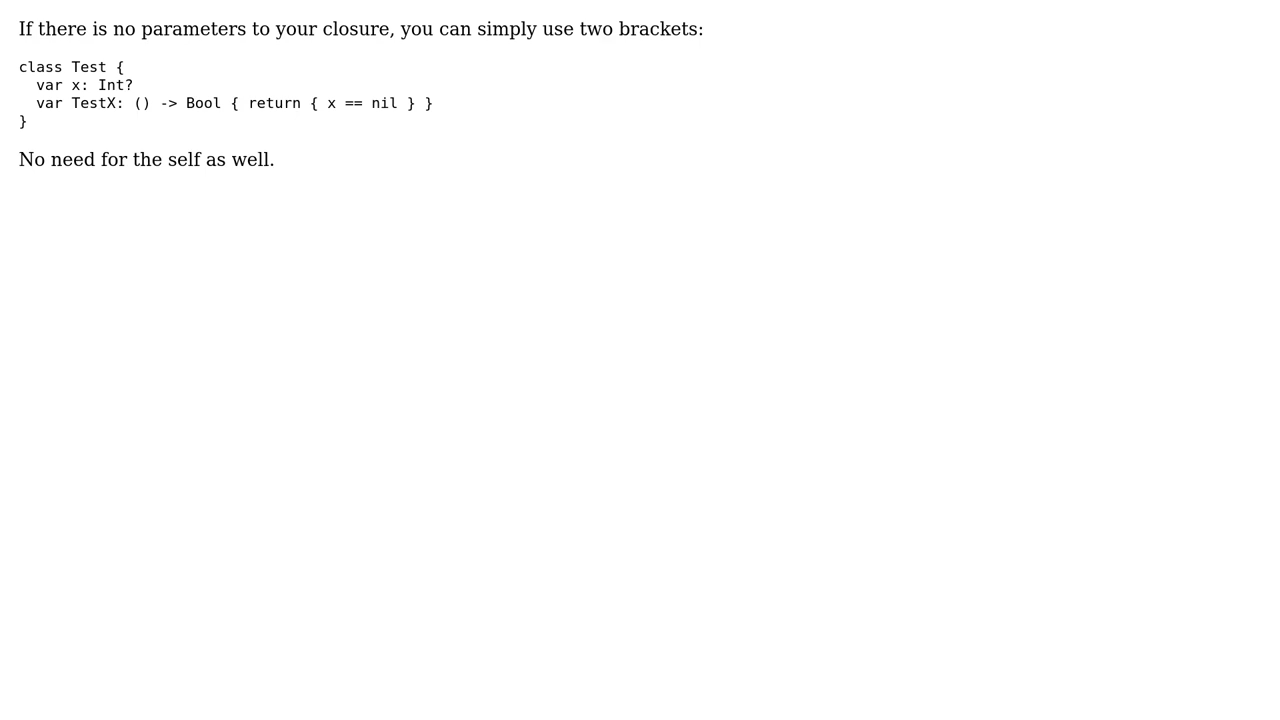 If there is no parameters to your closure, you can simply use two brackets:
class Test {
  var x: Int?
  var TestX: () -> Bool { return { x == nil } }
}
No need for the self as well.